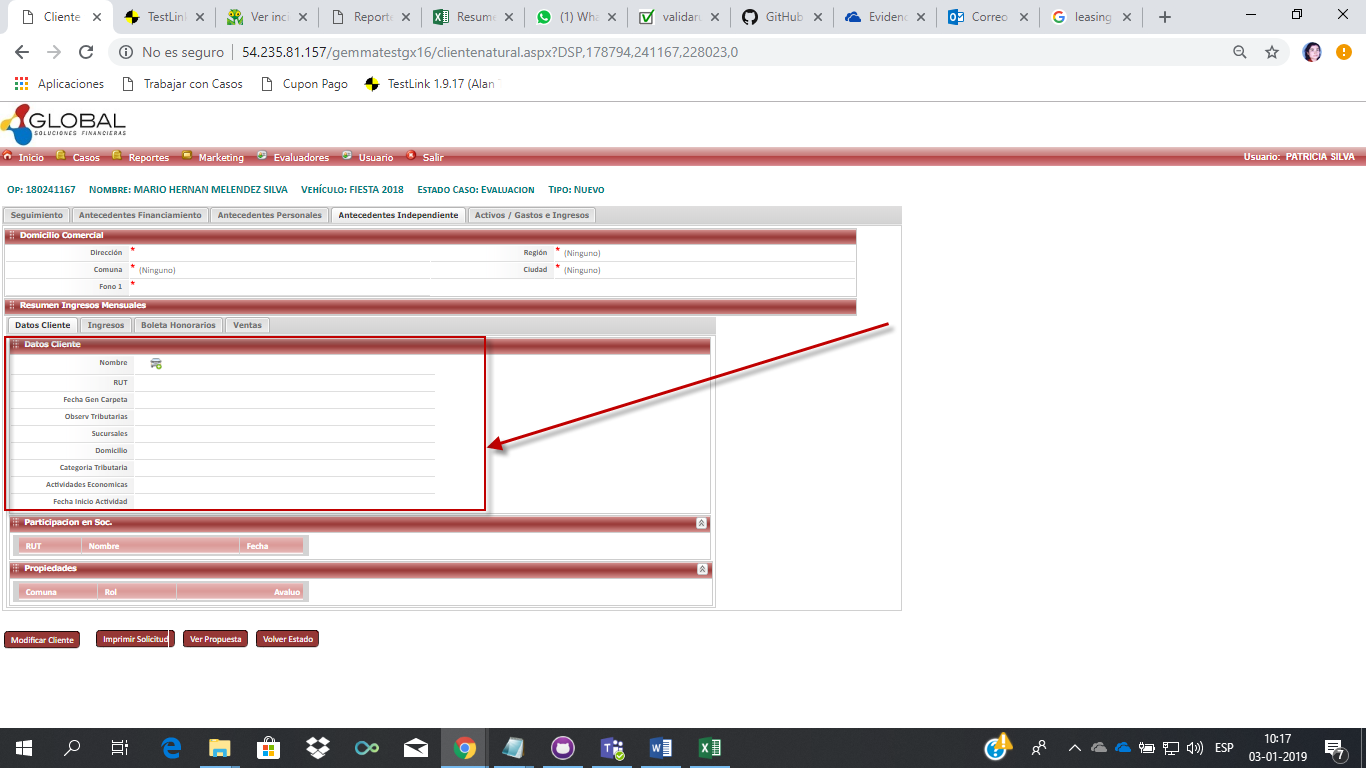 Cliente
TestLink
Ver inci
Reporte
Resume
(1) Wha
validaru
GitHub
Evidenc
Correo
leasing
No es seguro | 54.235.81.157/gemmatestgx16/clientenatural.aspx?DSP,178794,241167,228023,0
Aplicaciones
Trabajar con Casos
Cupon Pago
TestLink 1.9.17 (Alan
GLOBAL
SOLUCIONES FINANCIERAS
Inicio Casos Reportes Marketing Evaluadores Usuario Salir Usuario: PATRICIA SILVA
OP: 180241167 NOMBRE: MARIO HERNAN MELENDEZ SILVA VEHÍCULO: FIESTA 2018 ESTADO CASO: EVALUACION TIPO: NUEVO
Seguimiento Antecedentes Financiamiento Antecedentes Personales Antecedentes Independiente Activos / Gastos e Ingresos
Domicilio Comercial
Dirección * Región * (Ninguno)
Comuna * (Ninguno) Ciudad * (Ninguno)
Fono 1 *
Resumen Ingresos Mensuales
Datos Cliente Ingresos Boleta Honorarios Ventas
Datos Cliente
Nombre
RUT
Fecha Gen Carpeta
Observ Tributarias
Sucursales
Domicilio
Categoria Tributaria
Actividades Economicas
Fecha Inicio Actividad
Participacion en Soc.
RUT Nombre Fecha
Propiedades
Comuna Rol Avaluo
Modificar Cliente Imprimir Solicitud Ver Propuesta Volver Estado
ESP
10:17
03-01-2019
7